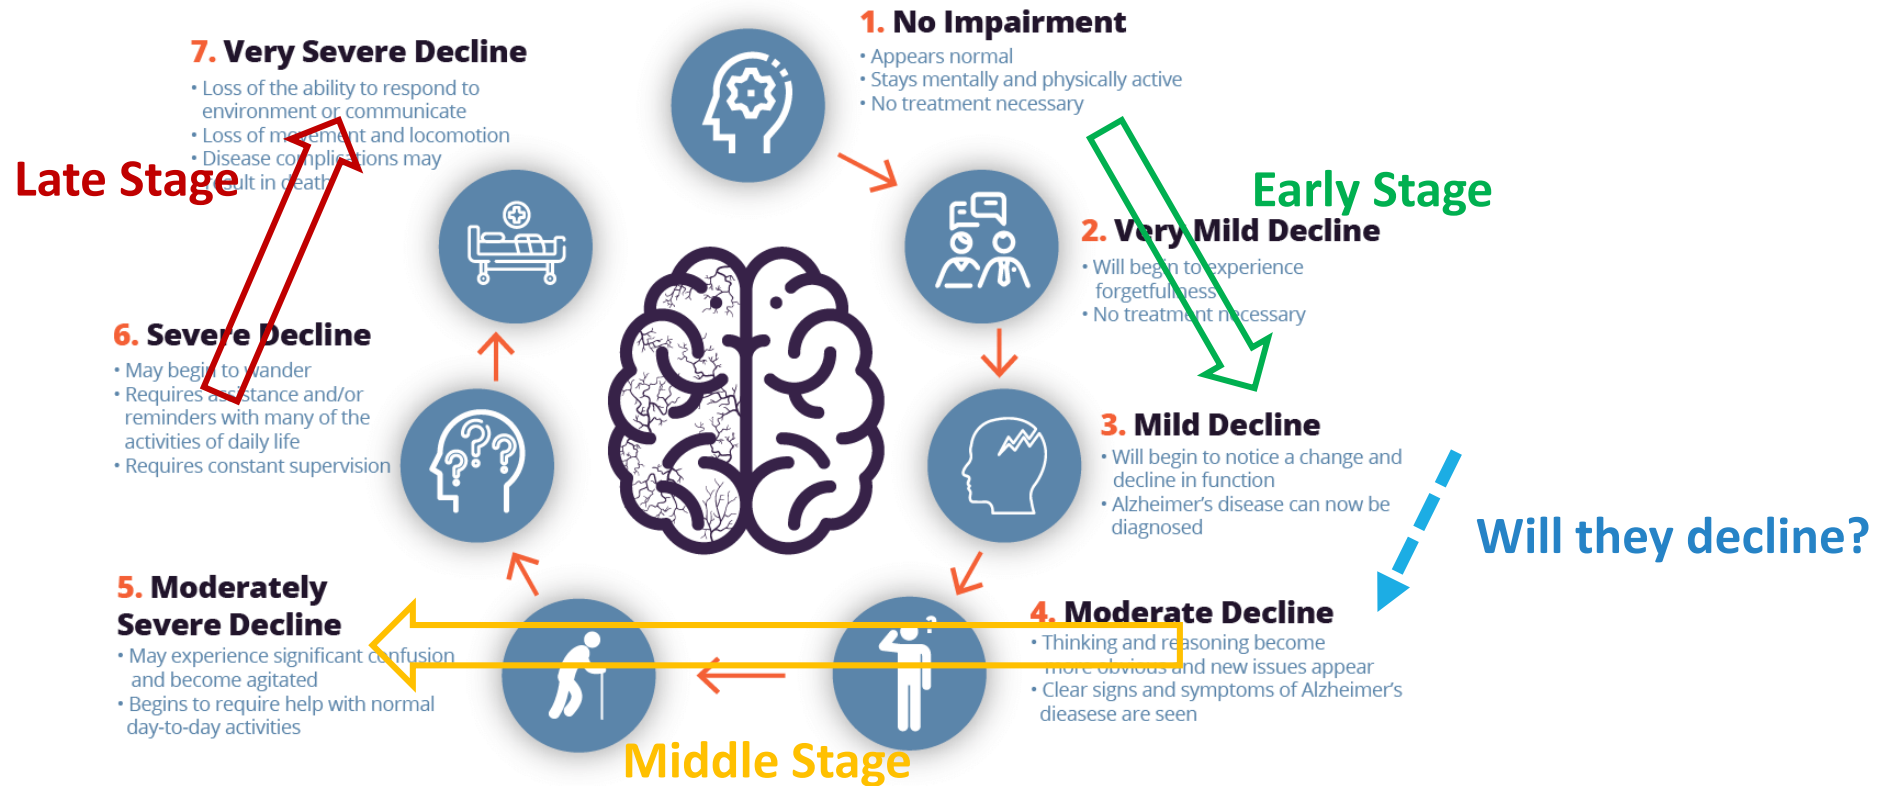 1. No Impairment
• Appears normal
• Stays mentally and physically active
• No treatment necessary
Early Stage
2. Very Mild Decline
• Will begin to experience
forgetfulness
• No treatment necessary
3. Mild Decline
• Will begin to notice a change and
decline in function
• Alzheimer's disease can now be
diagnosed
Will they decline?
4. Moderate Decline
• Thinking and reasoning become
more obvious and new issues appear
• Clear signs and symptoms of Alzheimer's
dieasese are seen
Middle Stage
5. Moderately
Severe Decline
• May experience significant confusion
and become agitated
• Begins to require help with normal
day-to-day activities
6. Severe Decline
• May begin to wander
• Requires assistance and/or
reminders with many of the
activities of daily life
• Requires constant supervision
Late Stage
7. Very Severe Decline
• Loss of the ability to respond to
environment or communicate
• Loss of movement and locomotion
• Disease complications may
result in death
?
? ? ?